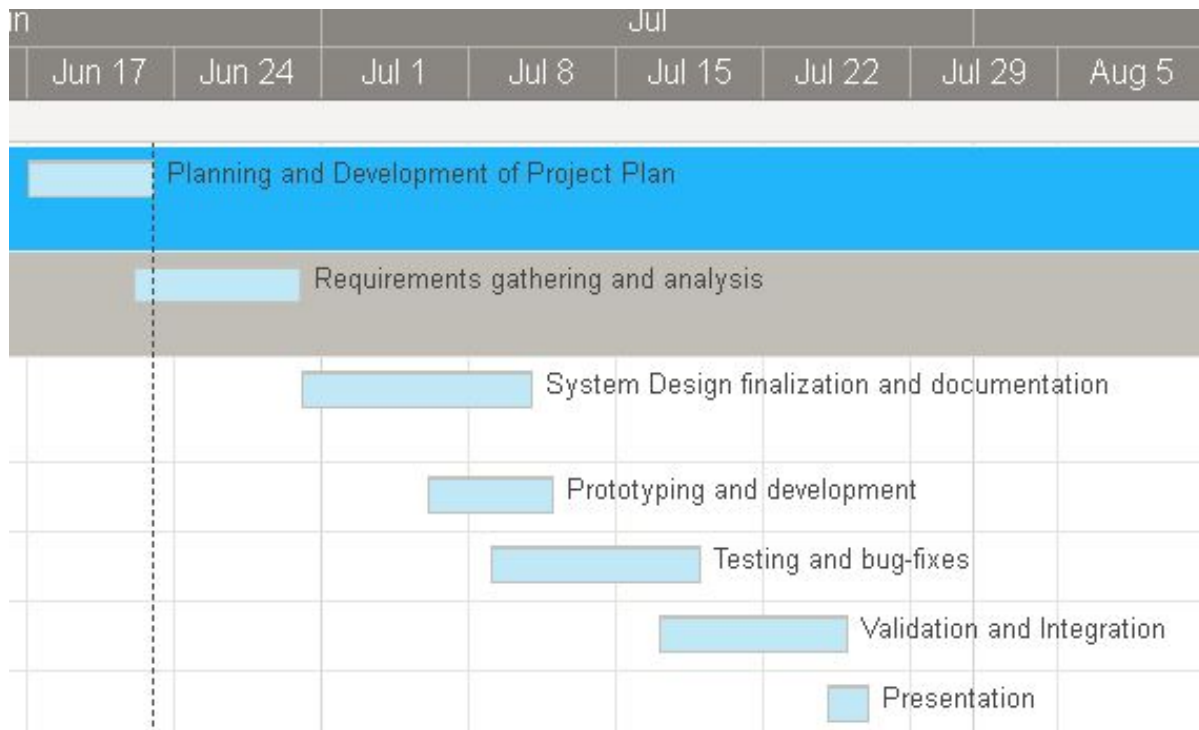 Jul
Jun 17 Jun 24 Jul 1 Jul 8 Jul 15 Jul 22 Jul 29 Aug 5
Planning and Development of Project Plan
Requirements gathering and analysis
System Design finalization and documentation
Prototyping and development
Testing and bug-fixes
Validation and Integration
Presentation